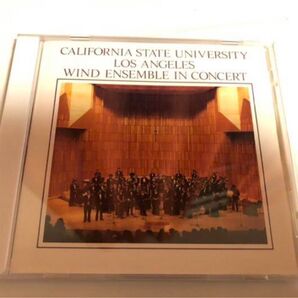 CALIFORNIA STATE UNIVERSITY
LOS ANGELES
WIND ENSEMBLE IN CONCERT